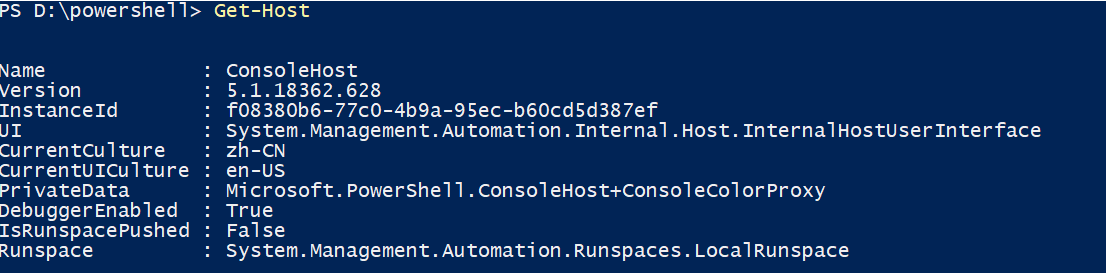 PS D:\powershell> Get-Host
Name : ConsoleHost
Version : 5.1.18362.628
InstanceId : f08380b6-77c0-4b9a-95ec-b60cd5d387ef
UI : System.Management.Automation.Internal.Host.InternalHostUserInterface
CurrentCulture : zh-CN
CurrentUICulture : en-US
PrivateData : Microsoft.PowerShell.ConsoleHost+ConsoleColorProxy
DebuggerEnabled : True
IsRunspacePushed : False
Runspace : System.Management.Automation.Runspaces.LocalRunspace